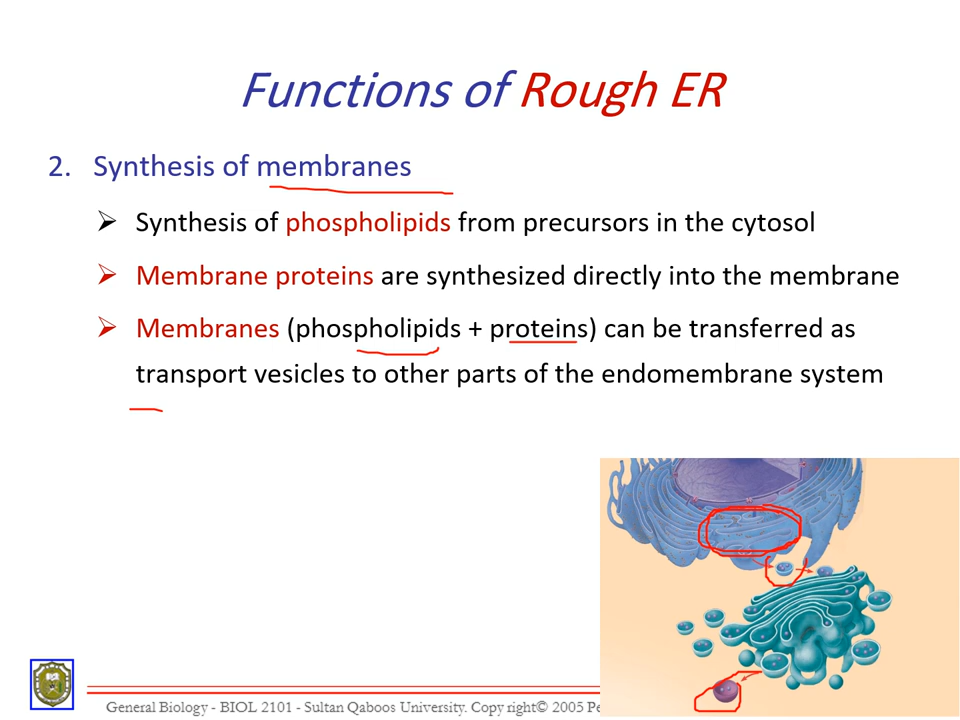 Functions of Rough ER
2. Synthesis of membranes
➢ Synthesis of phospholipids from precursors in the cytosol
➢ Membrane proteins are synthesized directly into the membrane
➢ Membranes (phospholipids + proteins) can be transferred as
transport vesicles to other parts of the endomembrane system
General Biology - BIOL 2101 - Sultan Qaboos University. Copy right© 2005